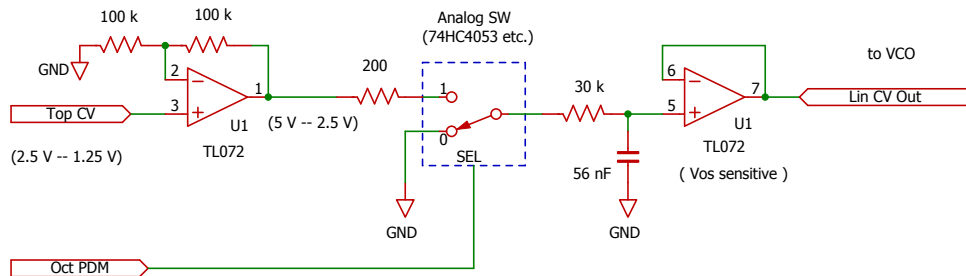 100 k
100 k
GND
2
3
1
U1
TL072
Top CV
(2.5 V -- 1.25 V)
(5 V -- 2.5 V)
200
Analog SW
(74HC4053 etc.)
1
0
SEL
GND
30 k
56 nF
GND
6
5
7
U1
TL072
( Vos sensitive )
to VCO
Lin CV Out
Oct PDM